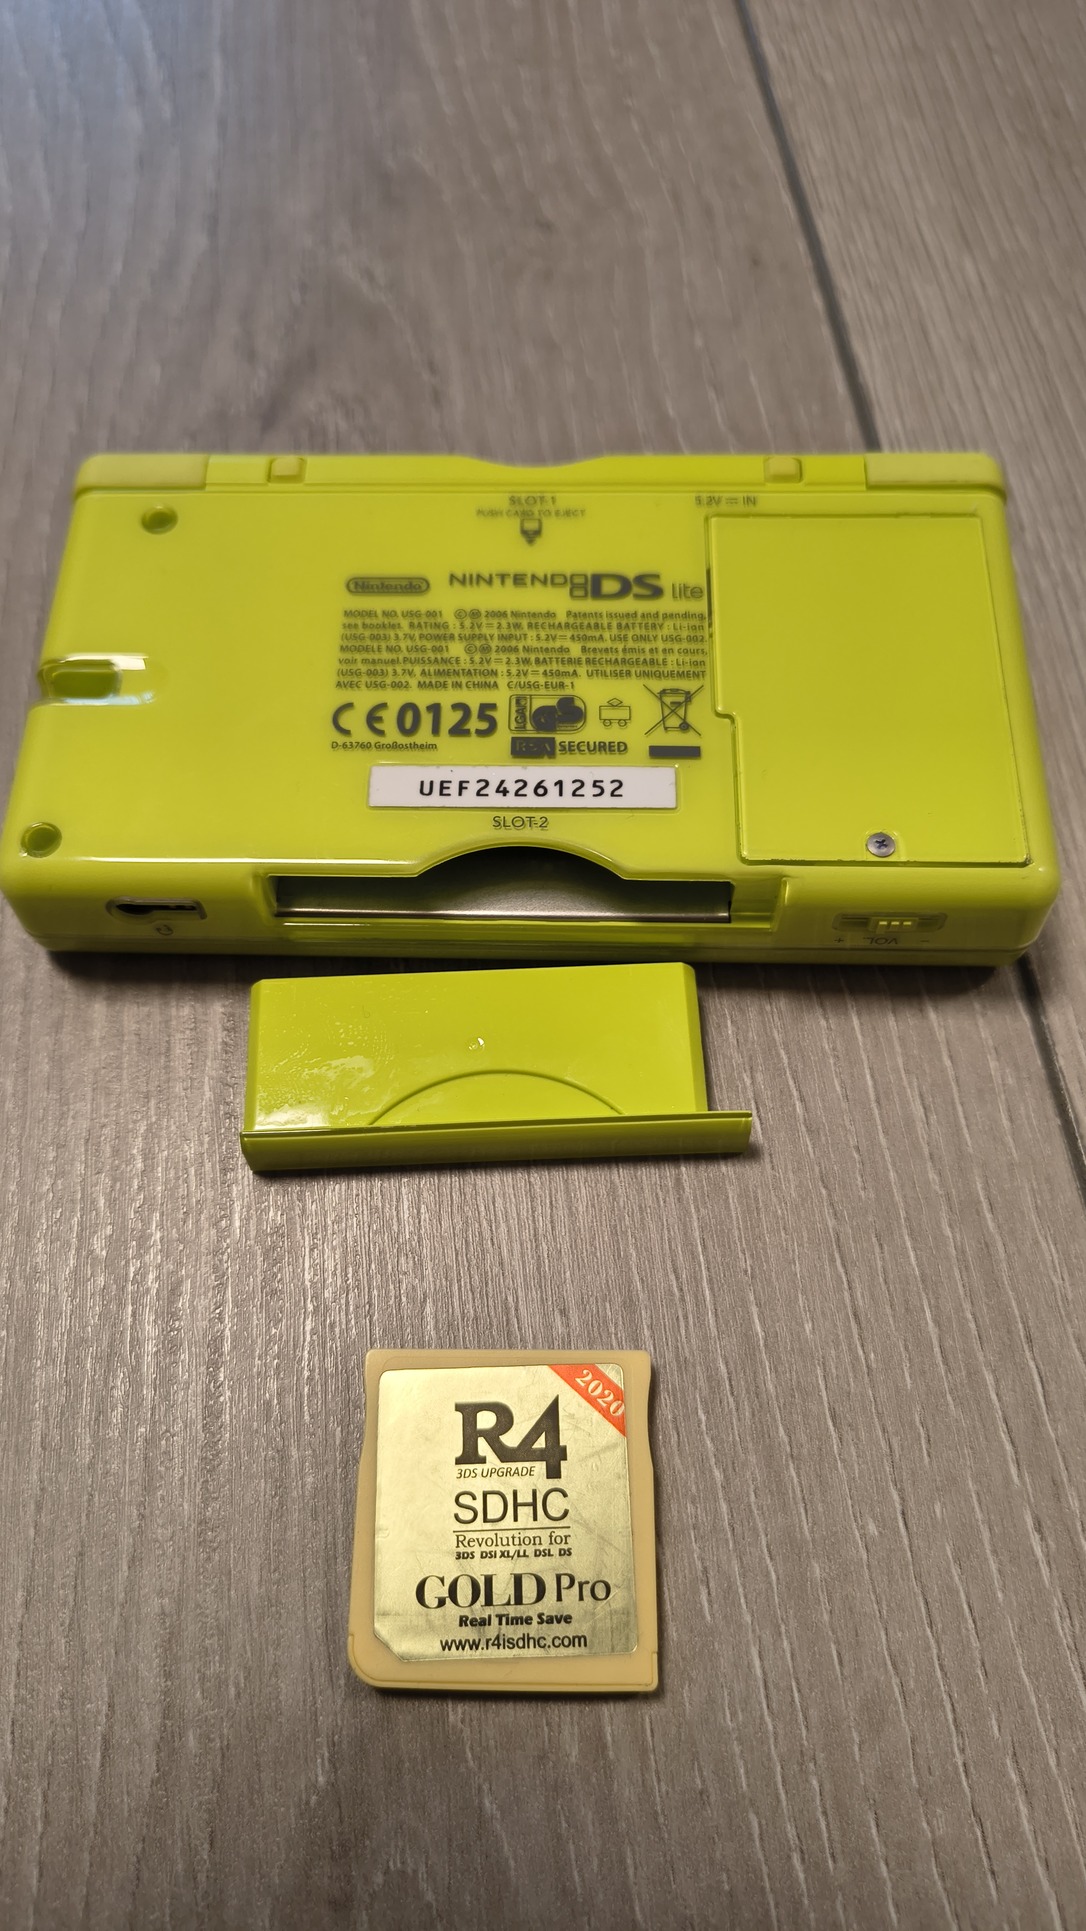 SLOT-1
PUSH CARD TO EJECT
5.2V IN
Nintendo NINTENDO DS Lite
MODEL NO. USG-001 ©Ⓜ 2006 Nintendo Patents issued and pending,
see booklet. RATING : 5.2V⎓2.3W, RECHARGEABLE BATTERY : Li-ion
(USG-003) 3.7V, POWER SUPPLY INPUT : 5.2V⎓450mA. USE ONLY USG-002.
MODELE NO. USG-001 ©Ⓜ 2006 Nintendo Brevets émis et en cours,
voir manuel. PUISSANCE : 5.2V⎓2.3W, BATTERIE RECHARGEABLE : Li-ion
(USG-003) 3.7V, ALIMENTATION : 5.2V⎓450mA. UTILISER UNIQUEMENT
AVEC USG-002. MADE IN CHINA C/USG-EUR-1
CE0125
LGA
GS
D-63760 Großostheim
RSA SECURED
UEF24261252
SLOT-2
+ VOL −
2020
R4
3DS UPGRADE
SDHC
Revolution for
3DS DSi XL/LL DSL DS
GOLD Pro
Real Time Save
www.r4isdhc.com